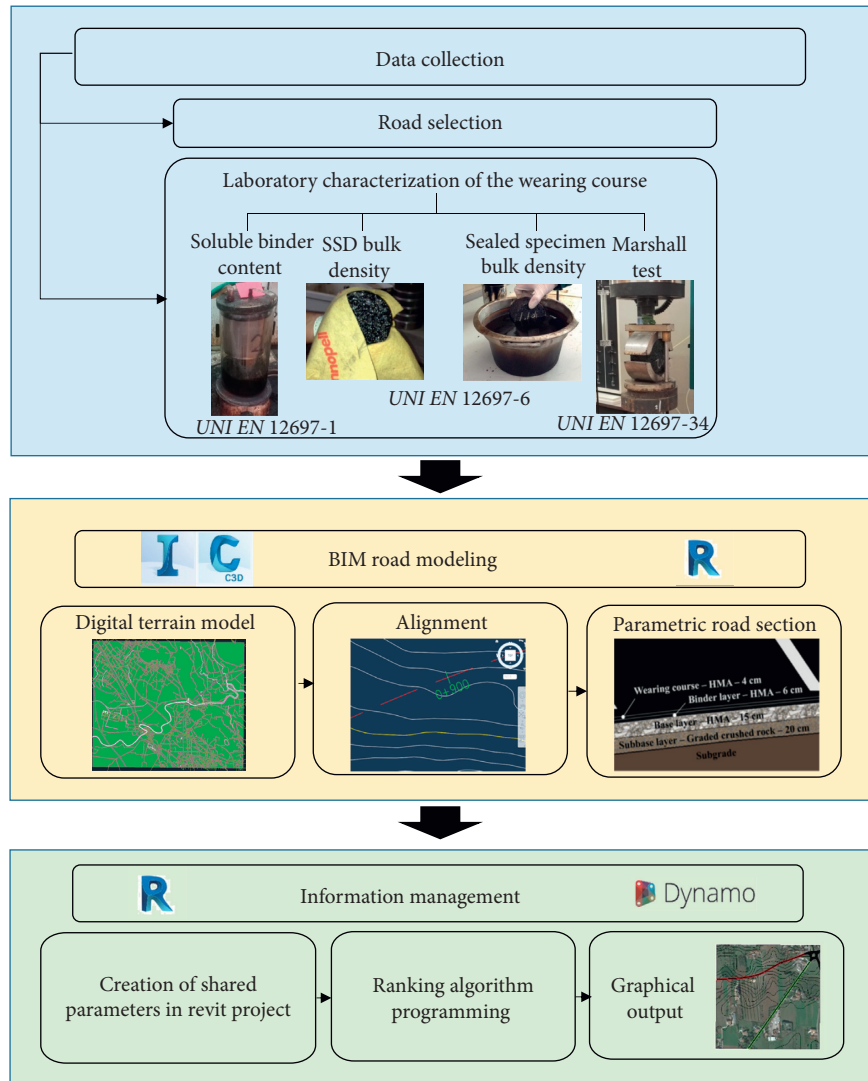 Data collection
Road selection
Laboratory characterization of the wearing course
Soluble binder
content
SSD bulk
density
Sealed specimen
bulk density
Marshall
test
2
nnopell
UNI EN 12697-1
UNI EN 12697-6
UNI EN 12697-34
I
C
C3D
BIM road modeling
R
Digital terrain model
Alignment
0+900
Parametric road section
Wearing course – HMA – 4 cm
Binder layer – HMA – 6 cm
Base layer – HMA – 15 cm
Subbase layer – Graded crushed rock – 20 cm
Subgrade
R
Information management
Dynamo
Creation of shared
parameters in revit project
Ranking algorithm
programming
Graphical
output